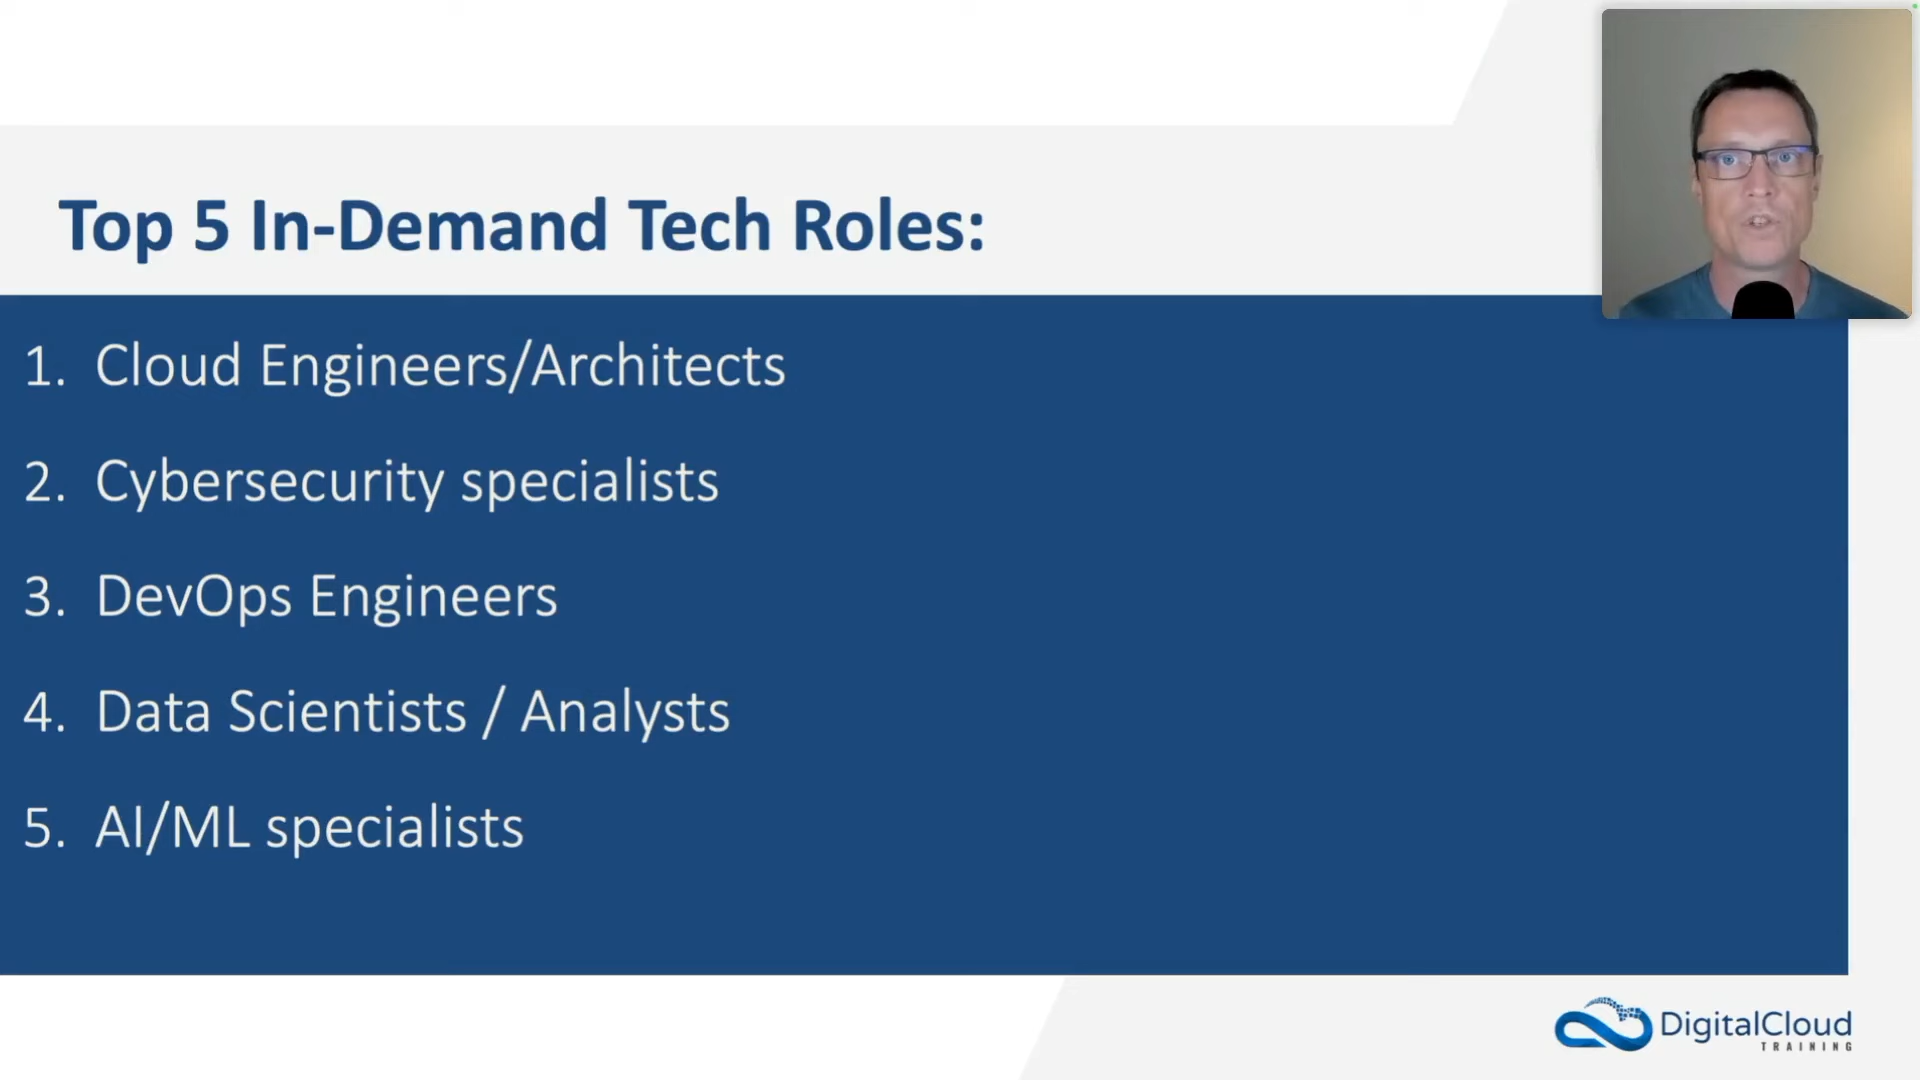 Top 5 In-Demand Tech Roles:
1. Cloud Engineers/Architects
2. Cybersecurity specialists
3. DevOps Engineers
4. Data Scientists / Analysts
5. AI/ML specialists
DigitalCloud
TRAINING